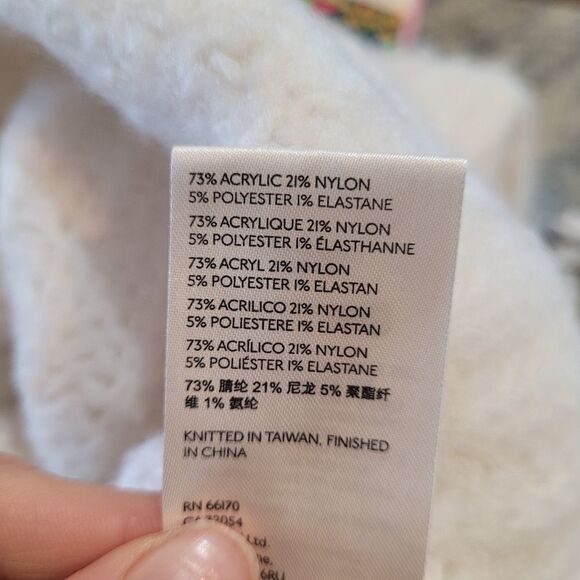 73% ACRYLIC 21% NYLON
5% POLYESTER 1% ELASTANE
73% ACRYLIQUE 21% NYLON
5% POLYESTER 1% ÉLASTHANNE
73% ACRYL 21% NYLON
5% POLYESTER 1% ELASTAN
73% ACRILICO 21% NYLON
5% POLIESTERE 1% ELASTAN
73% ACRÍLICO 21% NYLON
5% POLIÉSTER 1% ELASTANE
73% 腈纶 21% 尼龙 5% 聚酯纤
维 1% 氨纶
KNITTED IN TAIWAN. FINISHED
IN CHINA
RN 66170
Ltd.
6RU